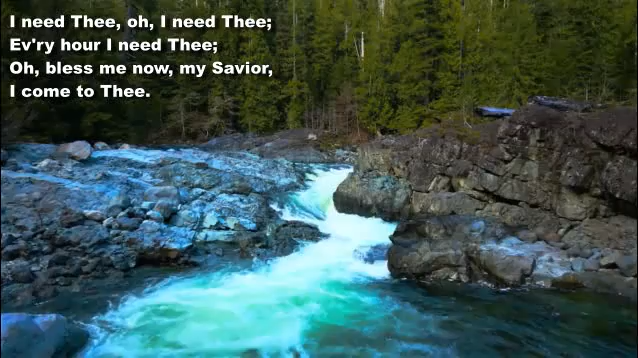 I need Thee, oh, I need Thee;
Ev'ry hour I need Thee;
Oh, bless me now, my Savior,
I come to Thee.